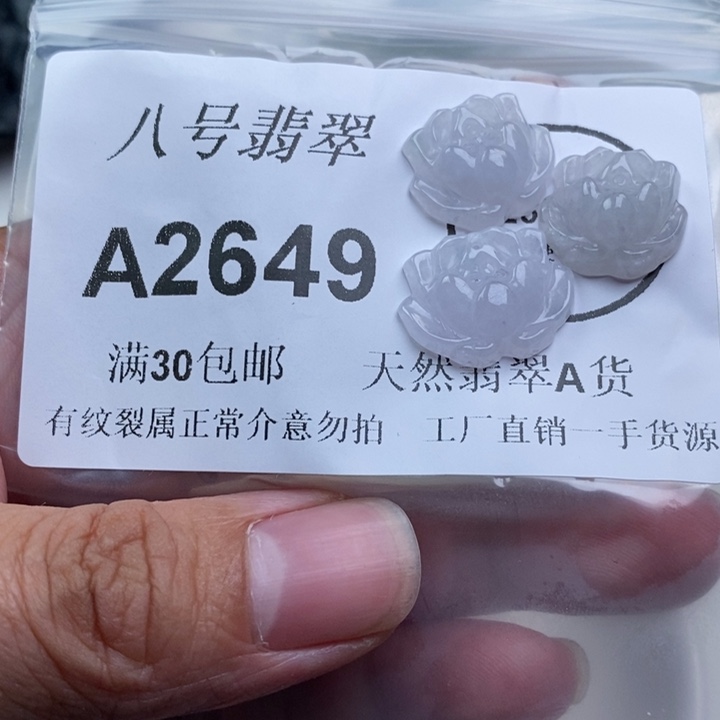 八号翡翠
A2649
满30包邮 天然翡翠A货
有纹裂属正常介意勿拍 工厂直销一手货源